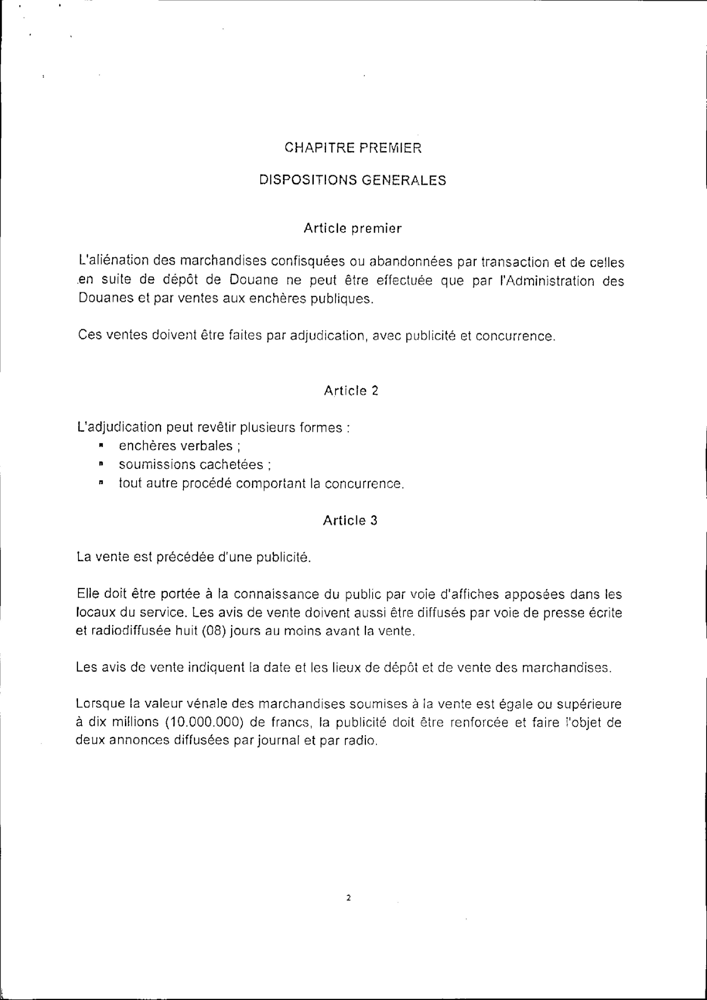 CHAPITRE PREMIER
DISPOSITIONS GENERALES
Article premier
L'aliénation des marchandises confisquées ou abandonnées par transaction et de celles
en suite de dépôt de Douane ne peut être effectuée que par l'Administration des
Douanes et par ventes aux enchères publiques.
Ces ventes doivent être faites par adjudication, avec publicité et concurrence.
Article 2
L'adjudication peut revêtir plusieurs formes :
▪ enchères verbales ;
▪ soumissions cachetées ;
▪ tout autre procédé comportant la concurrence.
Article 3
La vente est précédée d'une publicité.
Elle doit être portée à la connaissance du public par voie d'affiches apposées dans les
locaux du service. Les avis de vente doivent aussi être diffusés par voie de presse écrite
et radiodiffusée huit (08) jours au moins avant la vente.
Les avis de vente indiquent la date et les lieux de dépôt et de vente des marchandises.
Lorsque la valeur vénale des marchandises soumises à la vente est égale ou supérieure
à dix millions (10.000.000) de francs, la publicité doit être renforcée et faire l'objet de
deux annonces diffusées par journal et par radio.
2